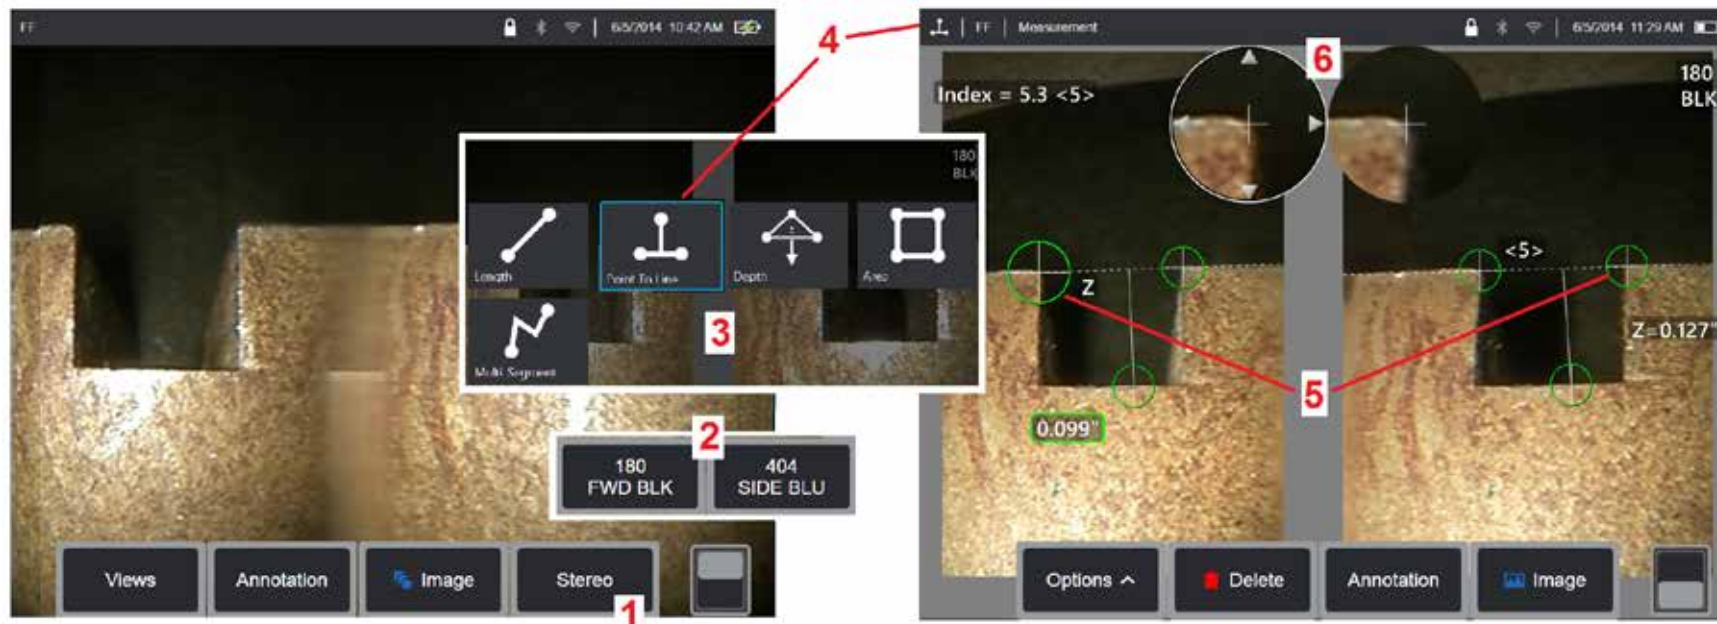 FF
6/5/2014 10:42 AM
4
FF
Measurement
6/5/2014 11:29 AM
6
Index = 5.3 <5>
180
BLK
180
BLK
Length
Point To Line
Depth
Area
3
Multi Segment
<5>
Z
Z=0.127"
5
0.099"
2
180
FWD BLK
404
SIDE BLU
Views
Annotation
Image
Stereo
1
Options
Delete
Annotation
Image